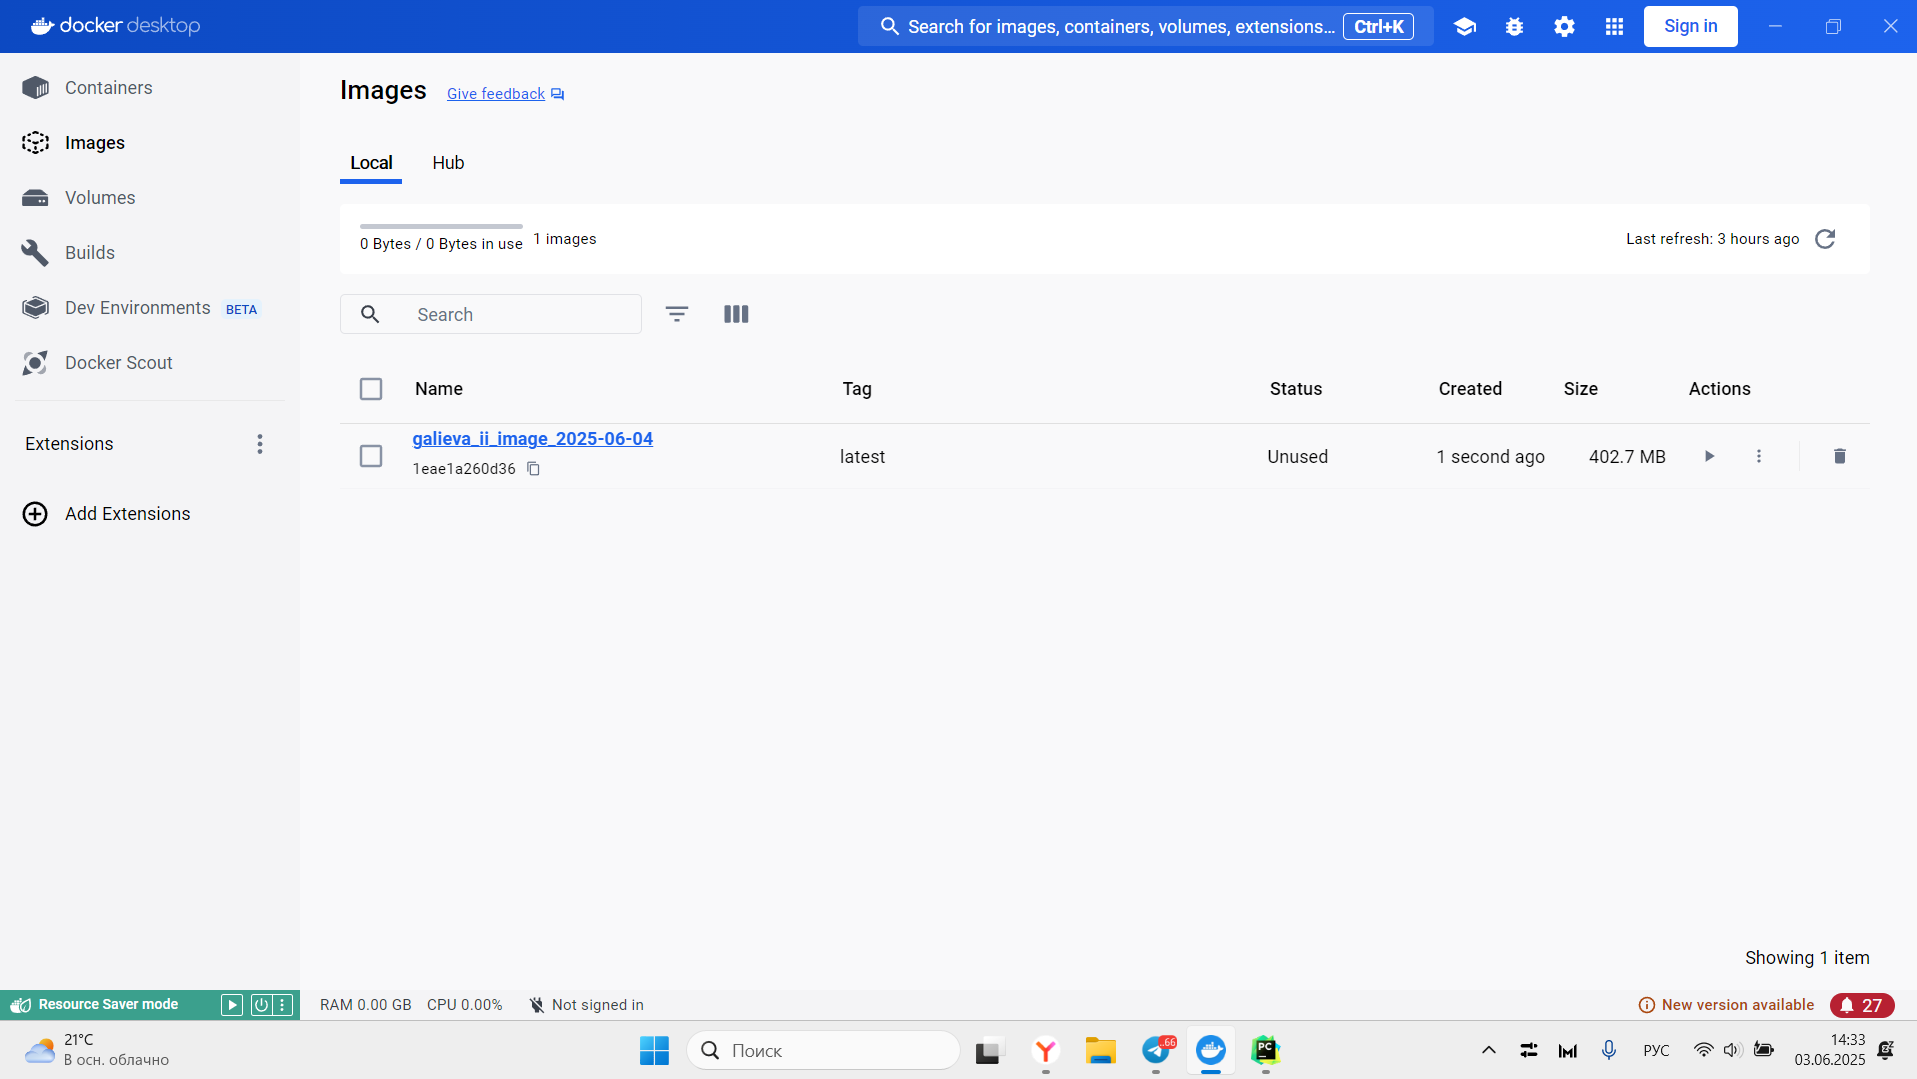 docker desktop
Search for images, containers, volumes, extensions... Ctrl+K
Sign in
Containers
Images
Volumes
Builds
Dev Environments BETA
Docker Scout
Extensions
Add Extensions
Images Give feedback
Local Hub
0 Bytes / 0 Bytes in use 1 images
Last refresh: 3 hours ago
Search
Name Tag Status Created Size Actions
galieva_ii_image_2025-06-04
1eae1a260d36
latest Unused 1 second ago 402.7 MB
Showing 1 item
Resource Saver mode
RAM 0.00 GB CPU 0.00% Not signed in
New version available 27
21°C
В осн. облачно
Поиск
.66
PC
РУС
14:33
03.06.2025